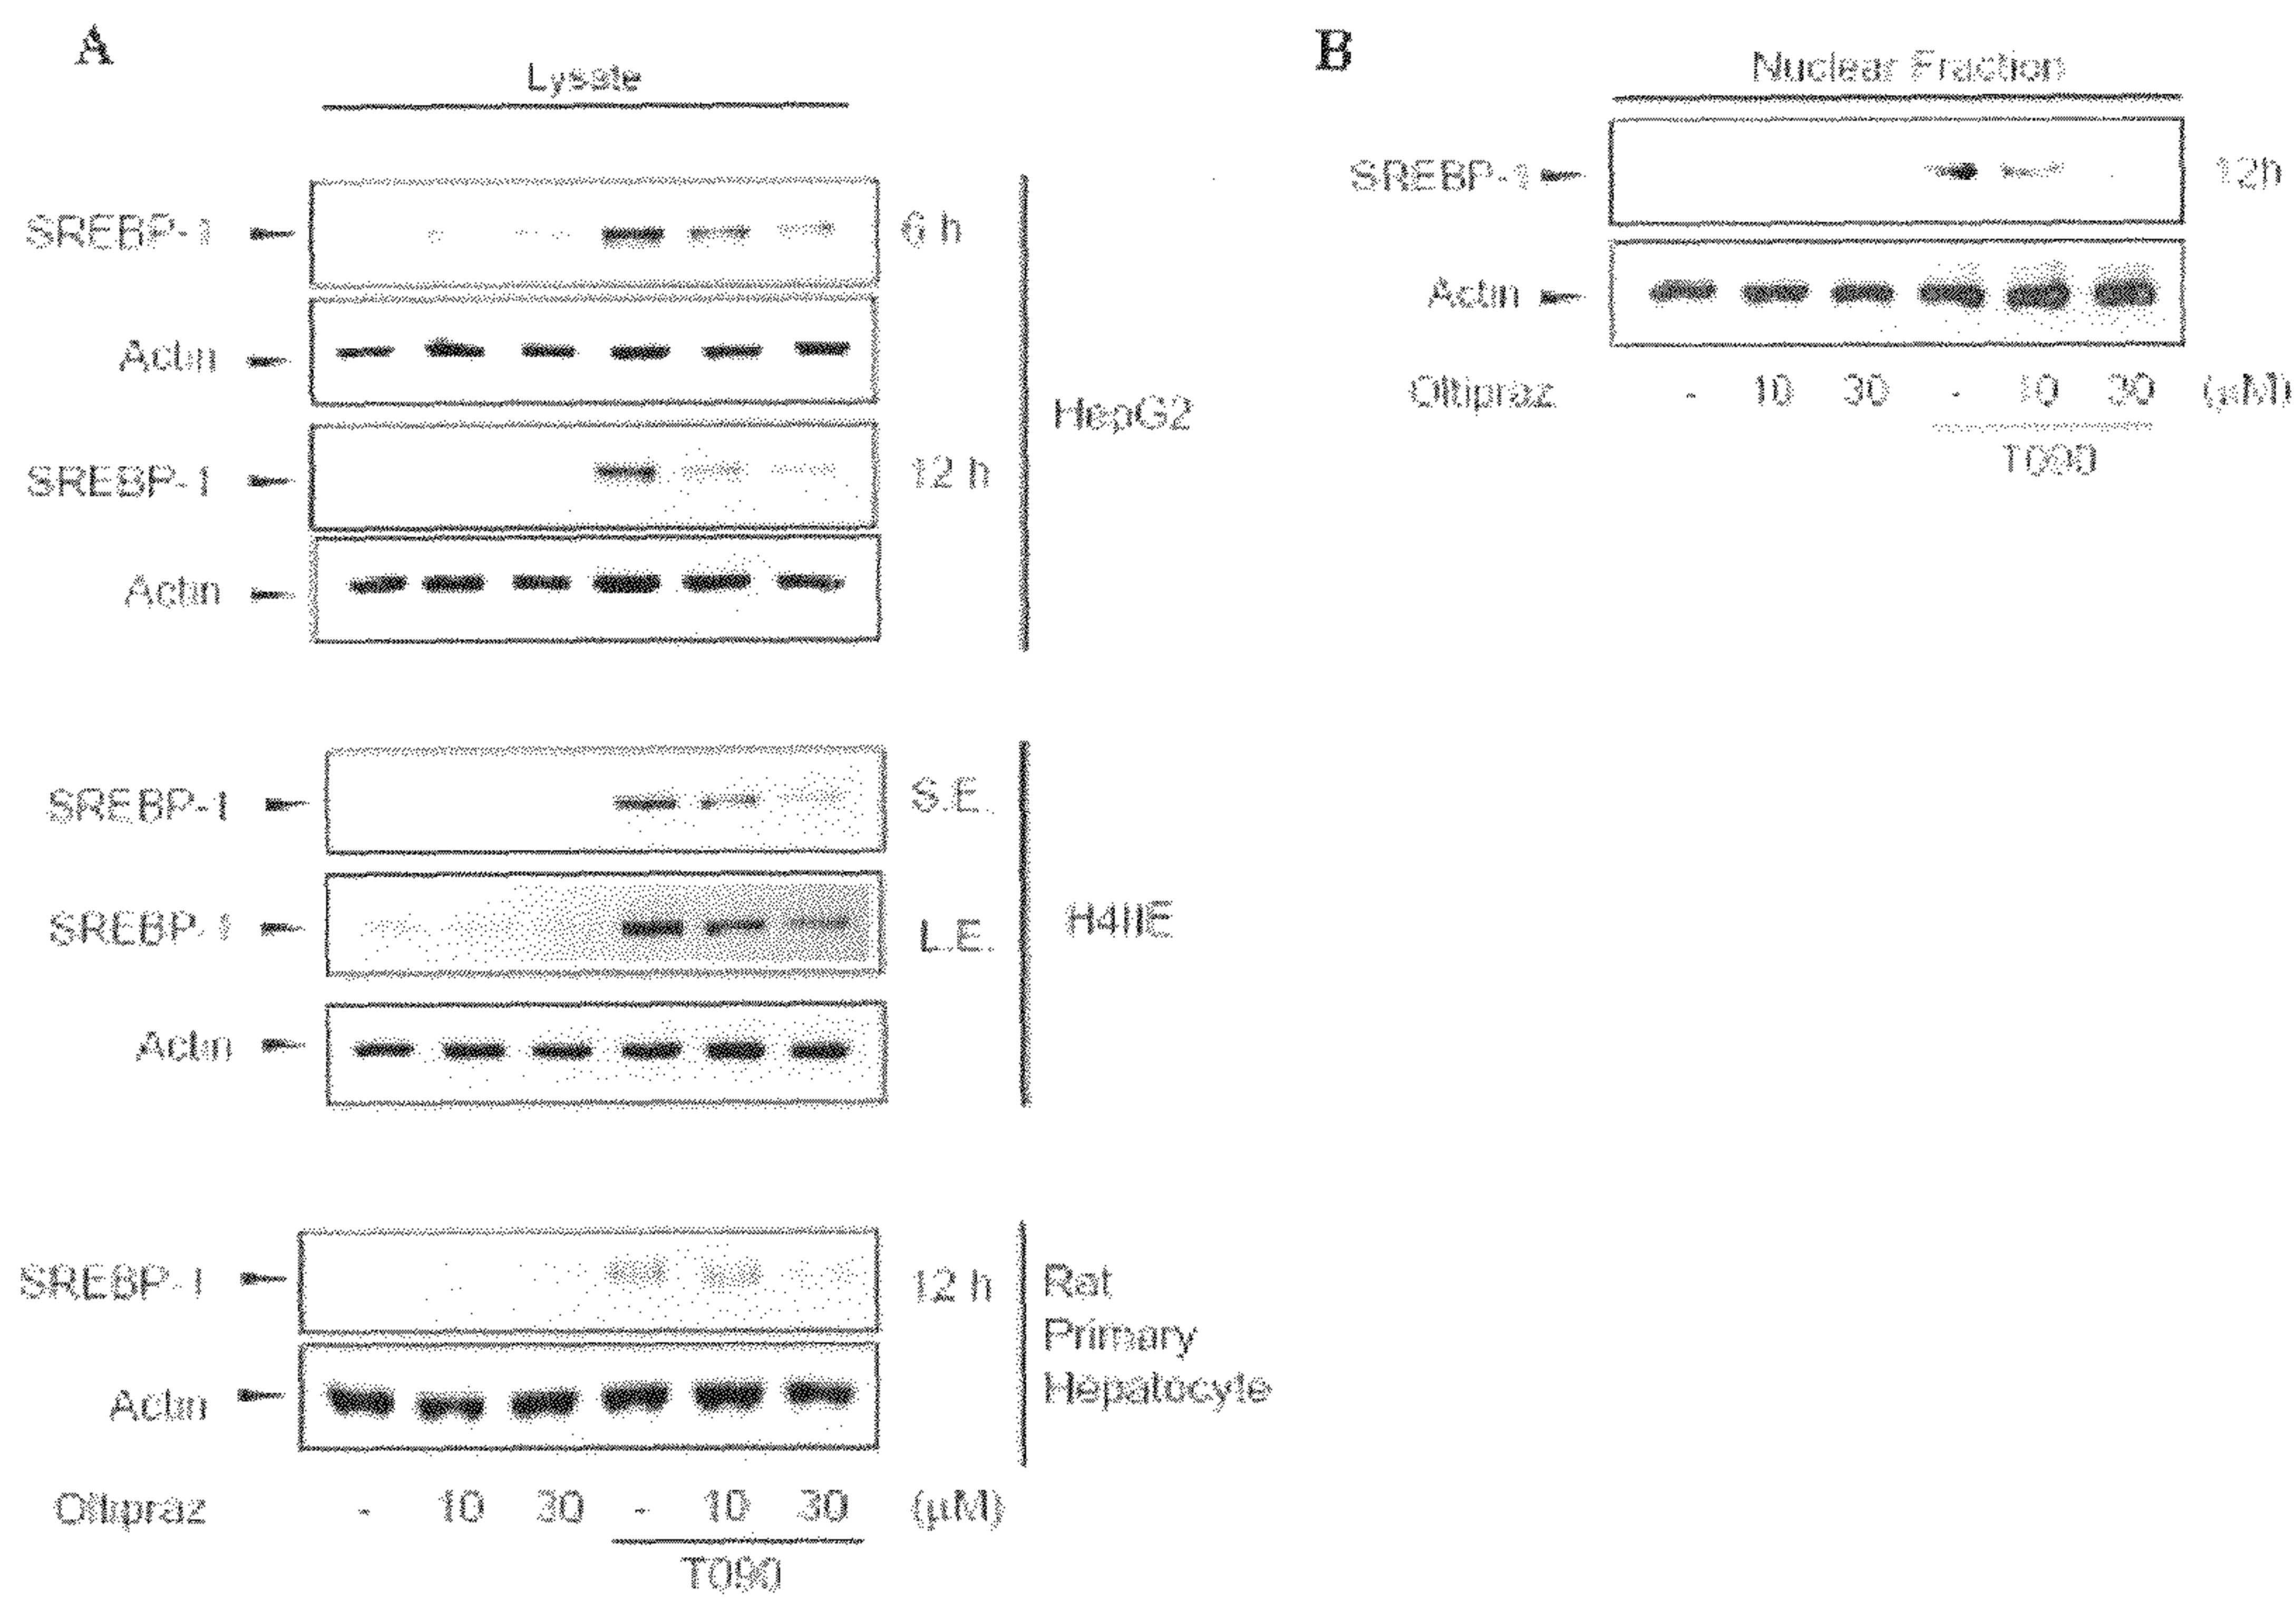 A
Lysate
SREBP-1
6 h
Actin
SREBP-1
12 h
Actin
HepG2
SREBP-1
S.E.
SREBP-1
L.E.
Actin
H4IIE
SREBP-1
12 h
Actin
Rat
Primary
Hepatocyte
Oltipraz - 10 30 - 10 30 (μM)
T090
B
Nuclear Fraction
SREBP-1
12h
Actin
Oltipraz - 10 30 - 10 30 (μM)
T090